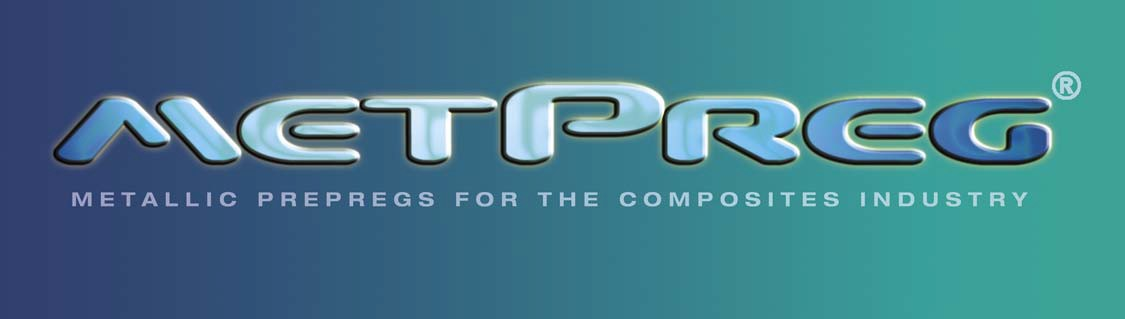 METPREG®
METALLIC PREPREGS FOR THE COMPOSITES INDUSTRY